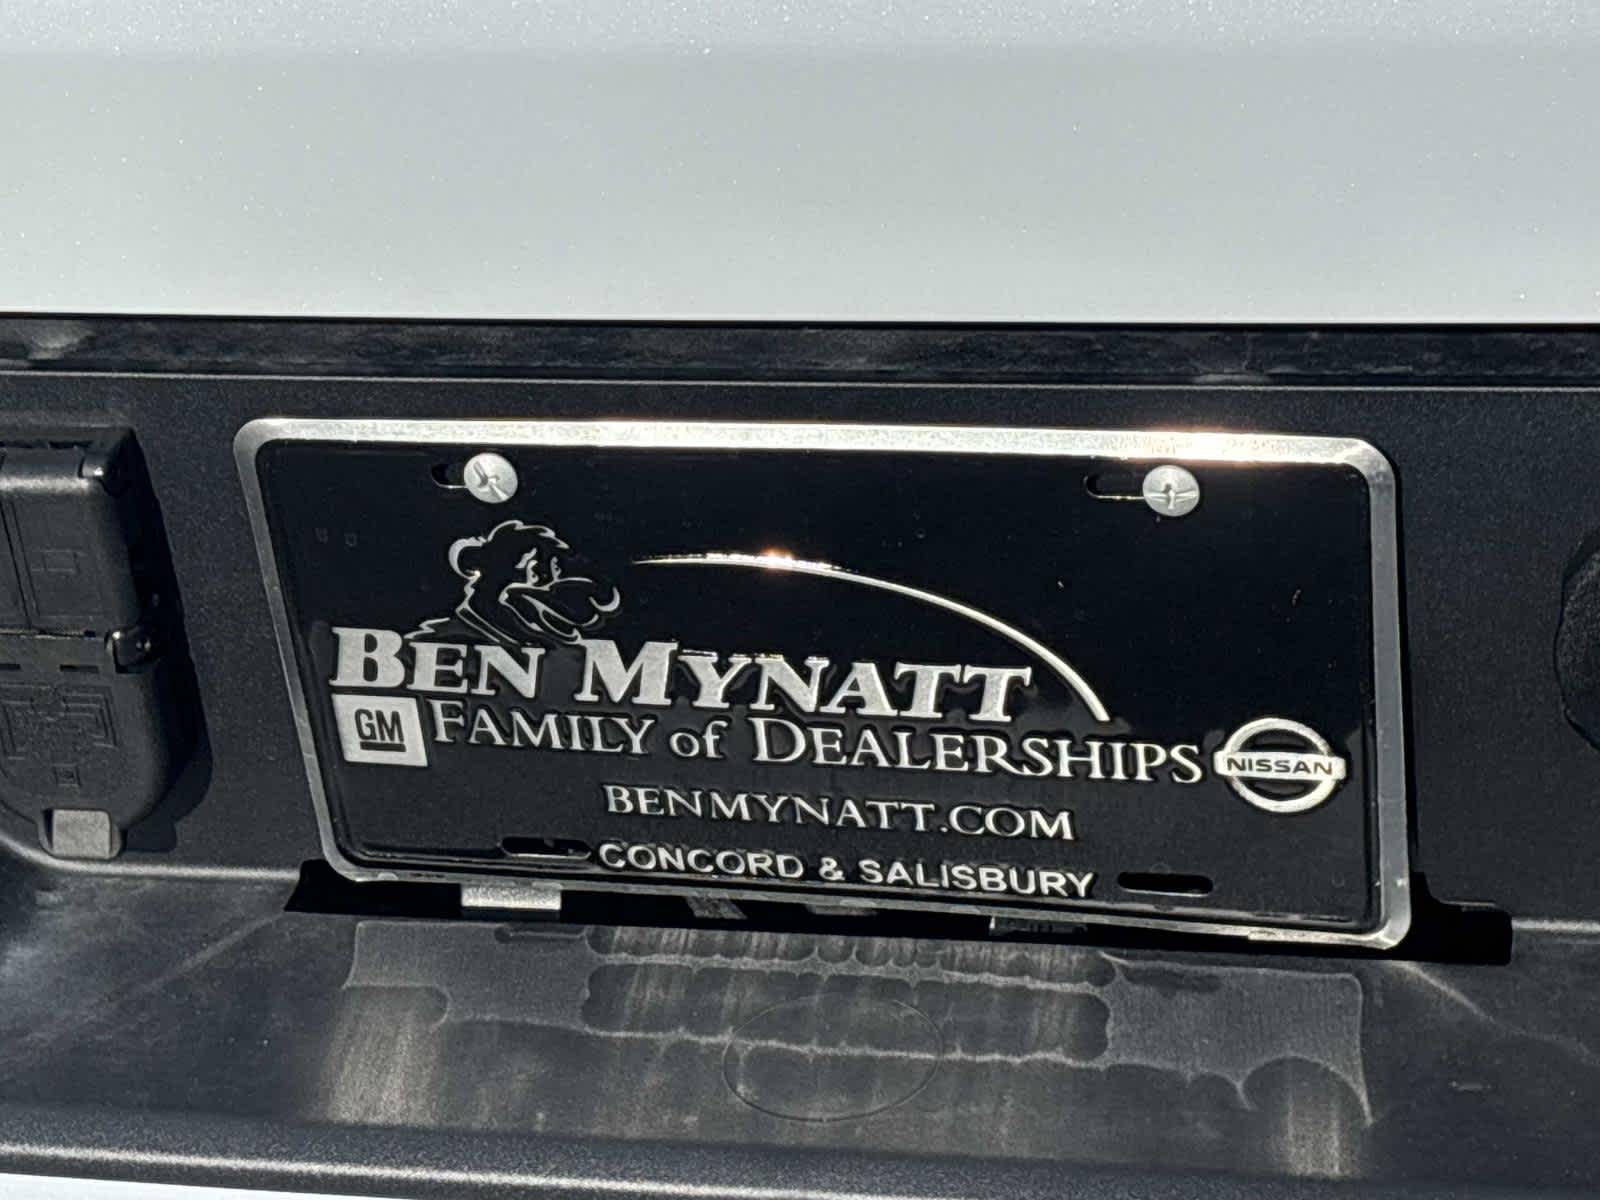 BEN MYNATT
GM
FAMILY of DEALERSHIPS
NISSAN
BENMYNATT.COM
CONCORD & SALISBURY